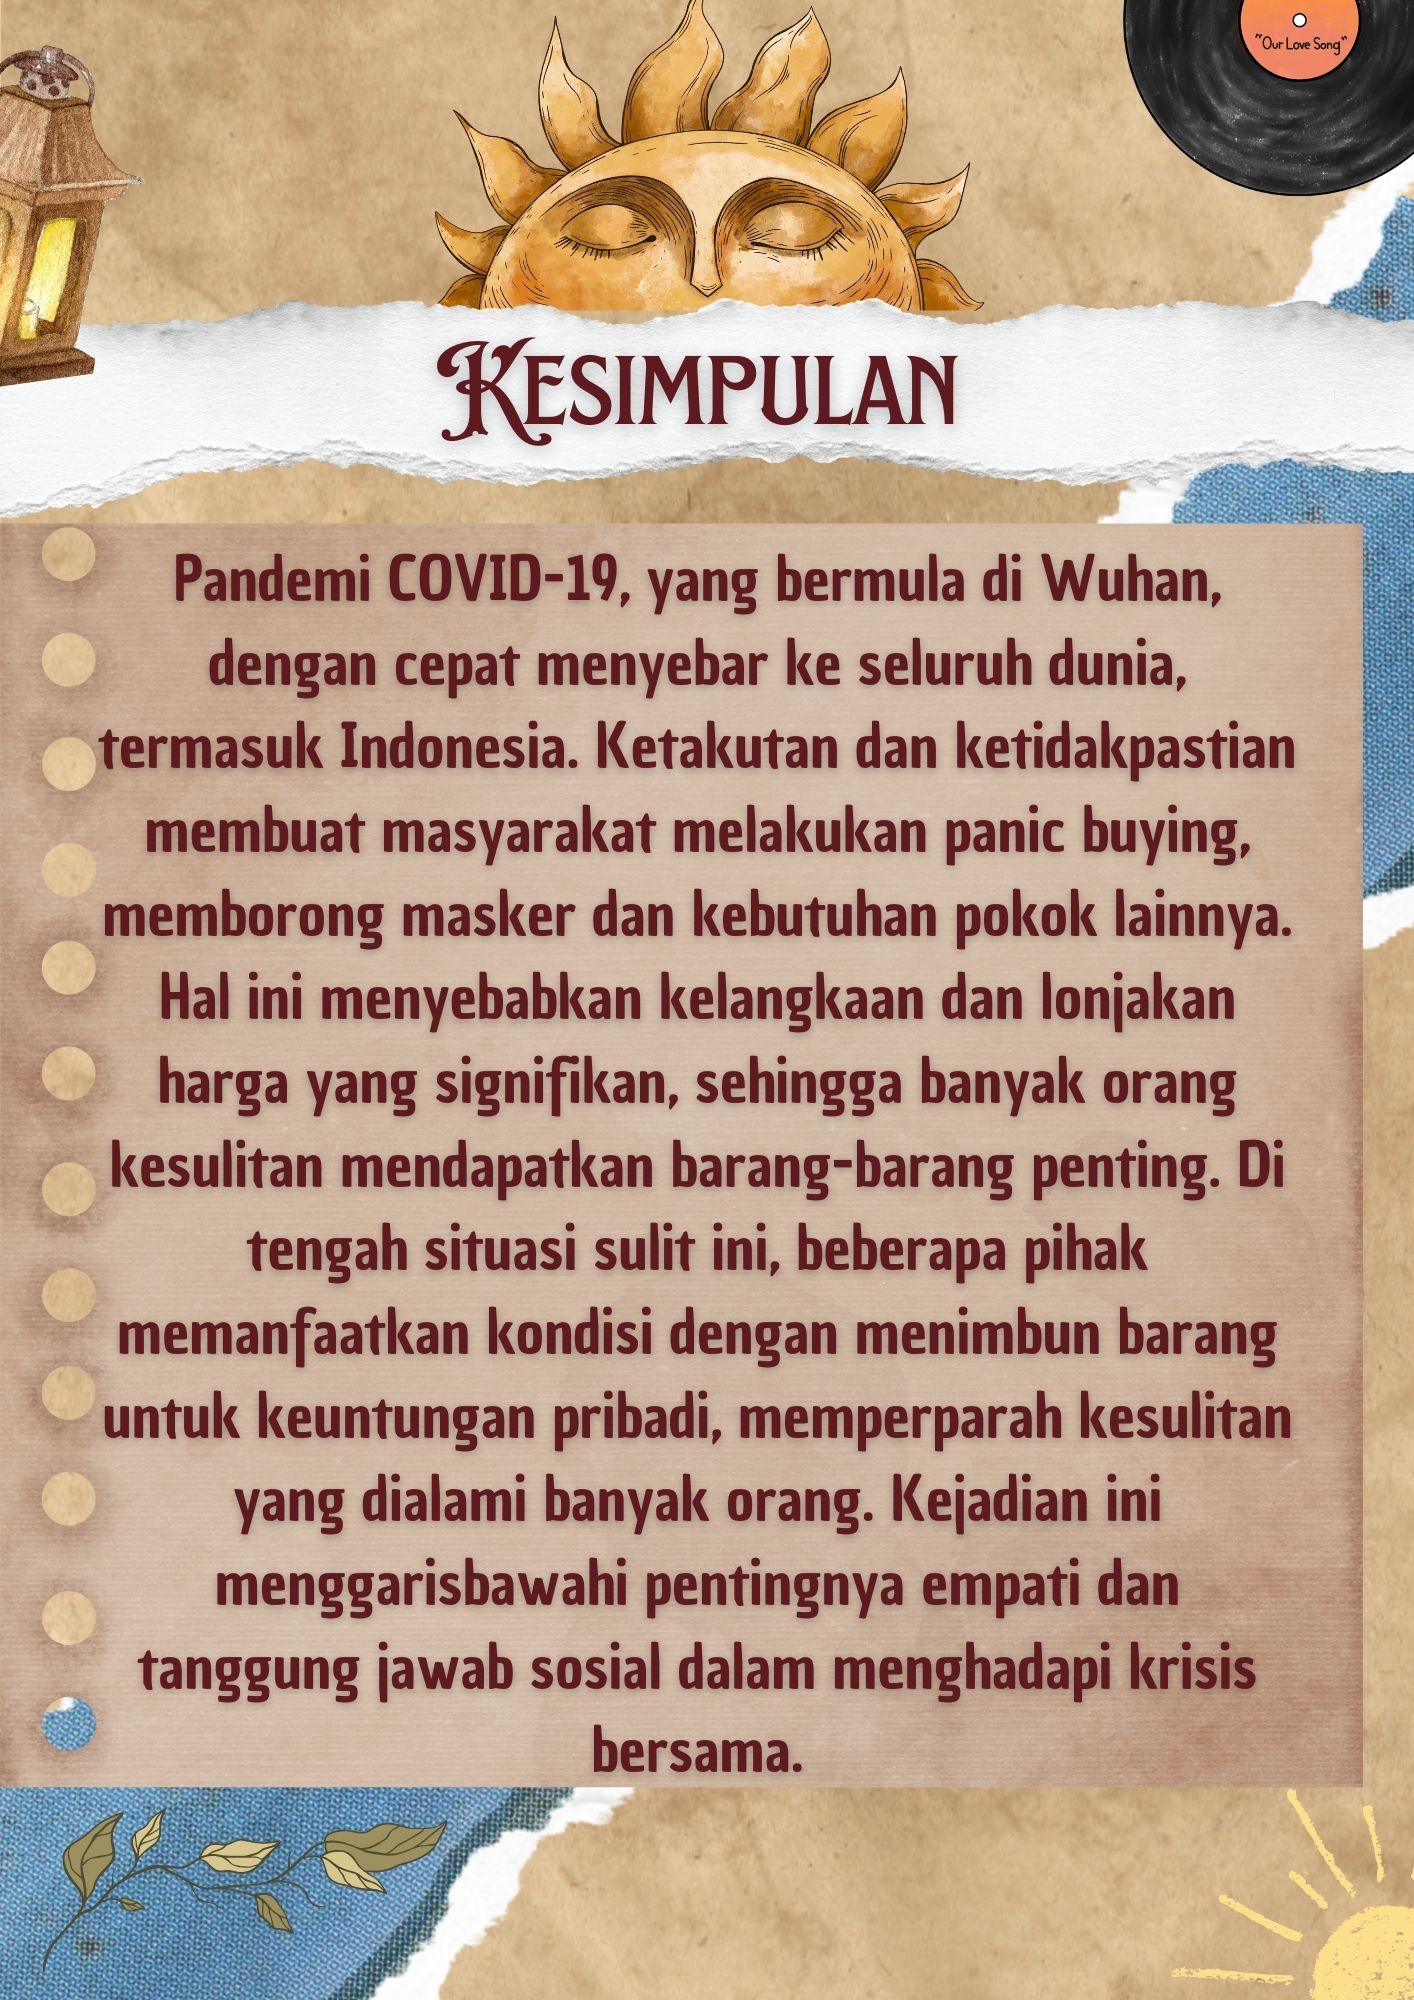 "Our Love Song"
Kesimpulan
Pandemi COVID-19, yang bermula di Wuhan,
dengan cepat menyebar ke seluruh dunia,
termasuk Indonesia. Ketakutan dan ketidakpastian
membuat masyarakat melakukan panic buying,
memborong masker dan kebutuhan pokok lainnya.
Hal ini menyebabkan kelangkaan dan lonjakan
harga yang signifikan, sehingga banyak orang
kesulitan mendapatkan barang-barang penting. Di
tengah situasi sulit ini, beberapa pihak
memanfaatkan kondisi dengan menimbun barang
untuk keuntungan pribadi, memperparah kesulitan
yang dialami banyak orang. Kejadian ini
menggarisbawahi pentingnya empati dan
tanggung jawab sosial dalam menghadapi krisis
bersama.